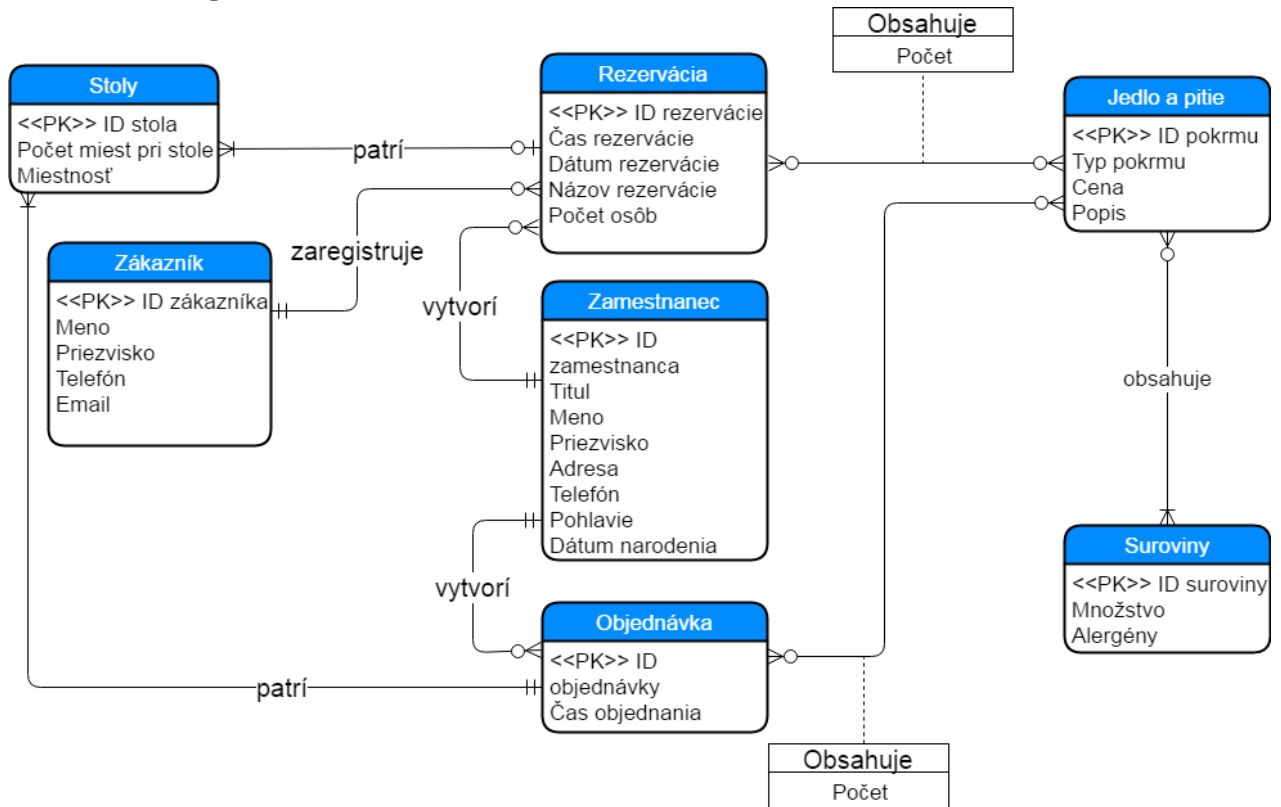 Obsahuje
Počet
Stoly
<<PK>> ID stola
Počet miest pri stole
Miestnosť
patrí
Rezervácia
<<PK>> ID rezervácie
Čas rezervácie
Dátum rezervácie
Názov rezervácie
Počet osôb
Jedlo a pitie
<<PK>> ID pokrmu
Typ pokrmu
Cena
Popis
zaregistruje
Zákazník
<<PK>> ID zákazníka
Meno
Priezvisko
Telefón
Email
vytvorí
Zamestnanec
<<PK>> ID
zamestnanca
Titul
Meno
Priezvisko
Adresa
Telefón
Pohlavie
Dátum narodenia
obsahuje
Suroviny
<<PK>> ID suroviny
Množstvo
Alergény
vytvorí
Objednávka
<<PK>> ID
objednávky
Čas objednania
patrí
Obsahuje
Počet